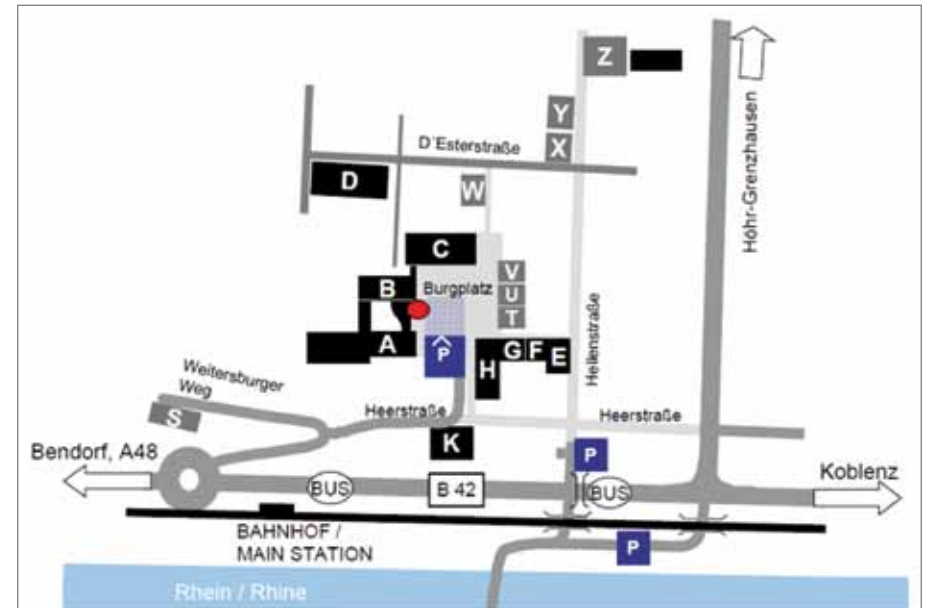 Z
Y
X
D´Esterstraße
D
W
Höhr-Grenzhausen
C
V
B
Burgplatz
U
T
A
P
G
F
E
H
Hellenstraße
Weitersburger
Weg
S
Heerstraße
Heerstraße
K
P
Bendorf, A48
Koblenz
BUS
B 42
BUS
BAHNHOF /
MAIN STATION
P
Rhein / Rhine